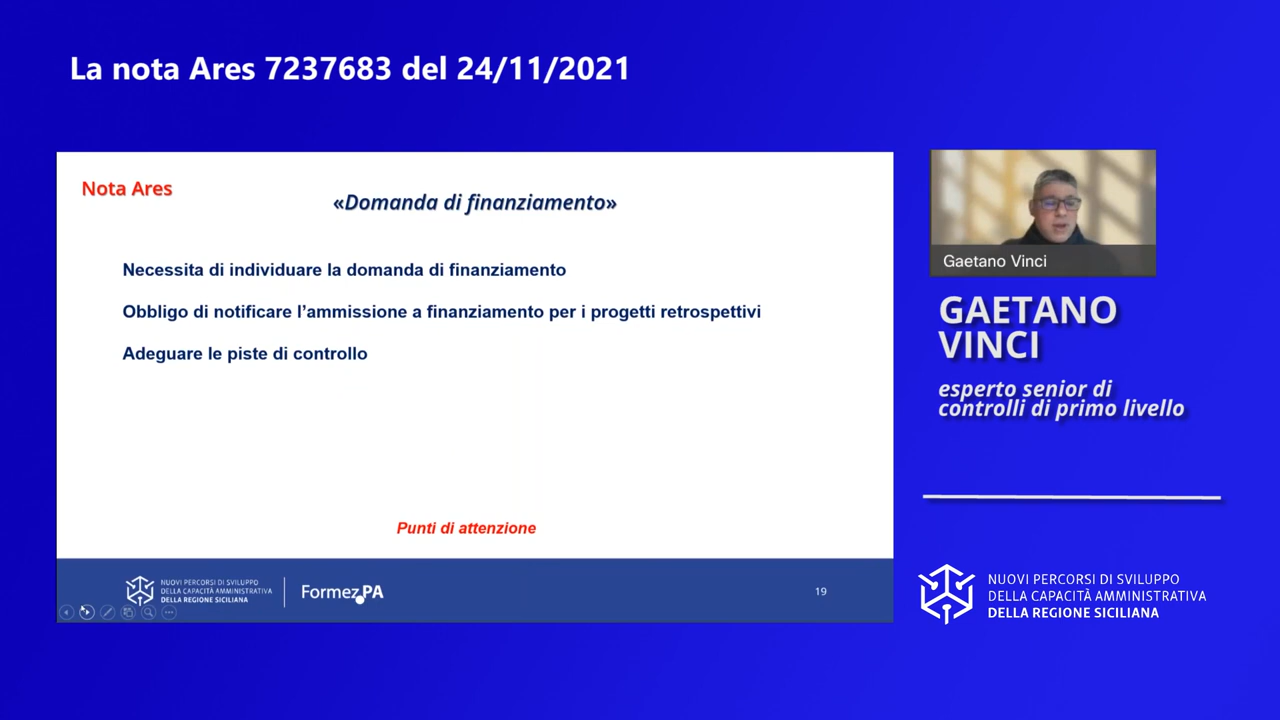 La nota Ares 7237683 del 24/11/2021
Nota Ares
«Domanda di finanziamento»
Necessita di individuare la domanda di finanziamento
Obbligo di notificare l’ammissione a finanziamento per i progetti retrospettivi
Adeguare le piste di controllo
Punti di attenzione
NUOVI PERCORSI DI SVILUPPO
DELLA CAPACITÀ AMMINISTRATIVA
DELLA REGIONE SICILIANA
Formez PA
19
Gaetano Vinci
GAETANO
VINCI
esperto senior di
controlli di primo livello
NUOVI PERCORSI DI SVILUPPO
DELLA CAPACITÀ AMMINISTRATIVA
DELLA REGIONE SICILIANA